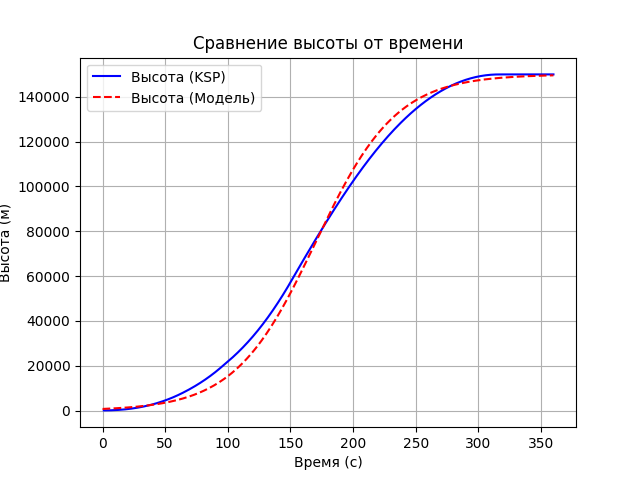 Сравнение высоты от времени
Высота (KSP)
Высота (Модель)
140000
120000
100000
80000
60000
40000
20000
0
Высота (м)
0 50 100 150 200 250 300 350
Время (с)